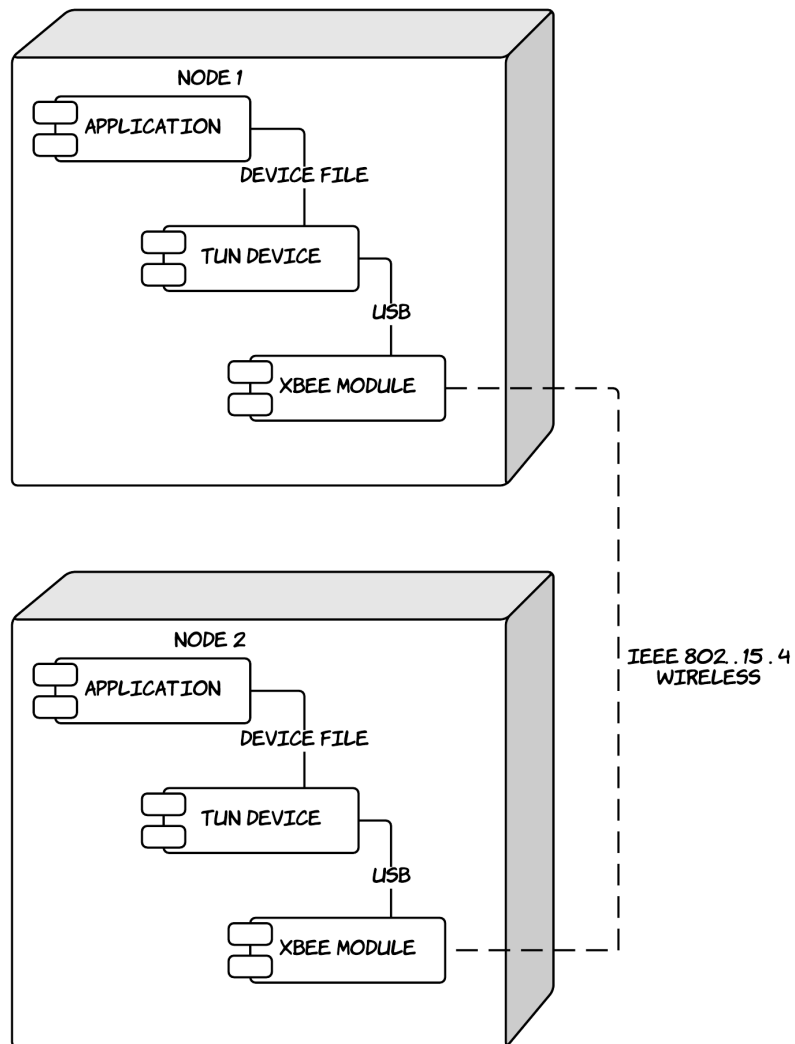 NODE 1
APPLICATION
DEVICE FILE
TUN DEVICE
USB
XBEE MODULE
NODE 2
IEEE 802..15.4
WIRELESS
APPLICATION
DEVICE FILE
TUN DEVICE
USB
XBEE MODULE